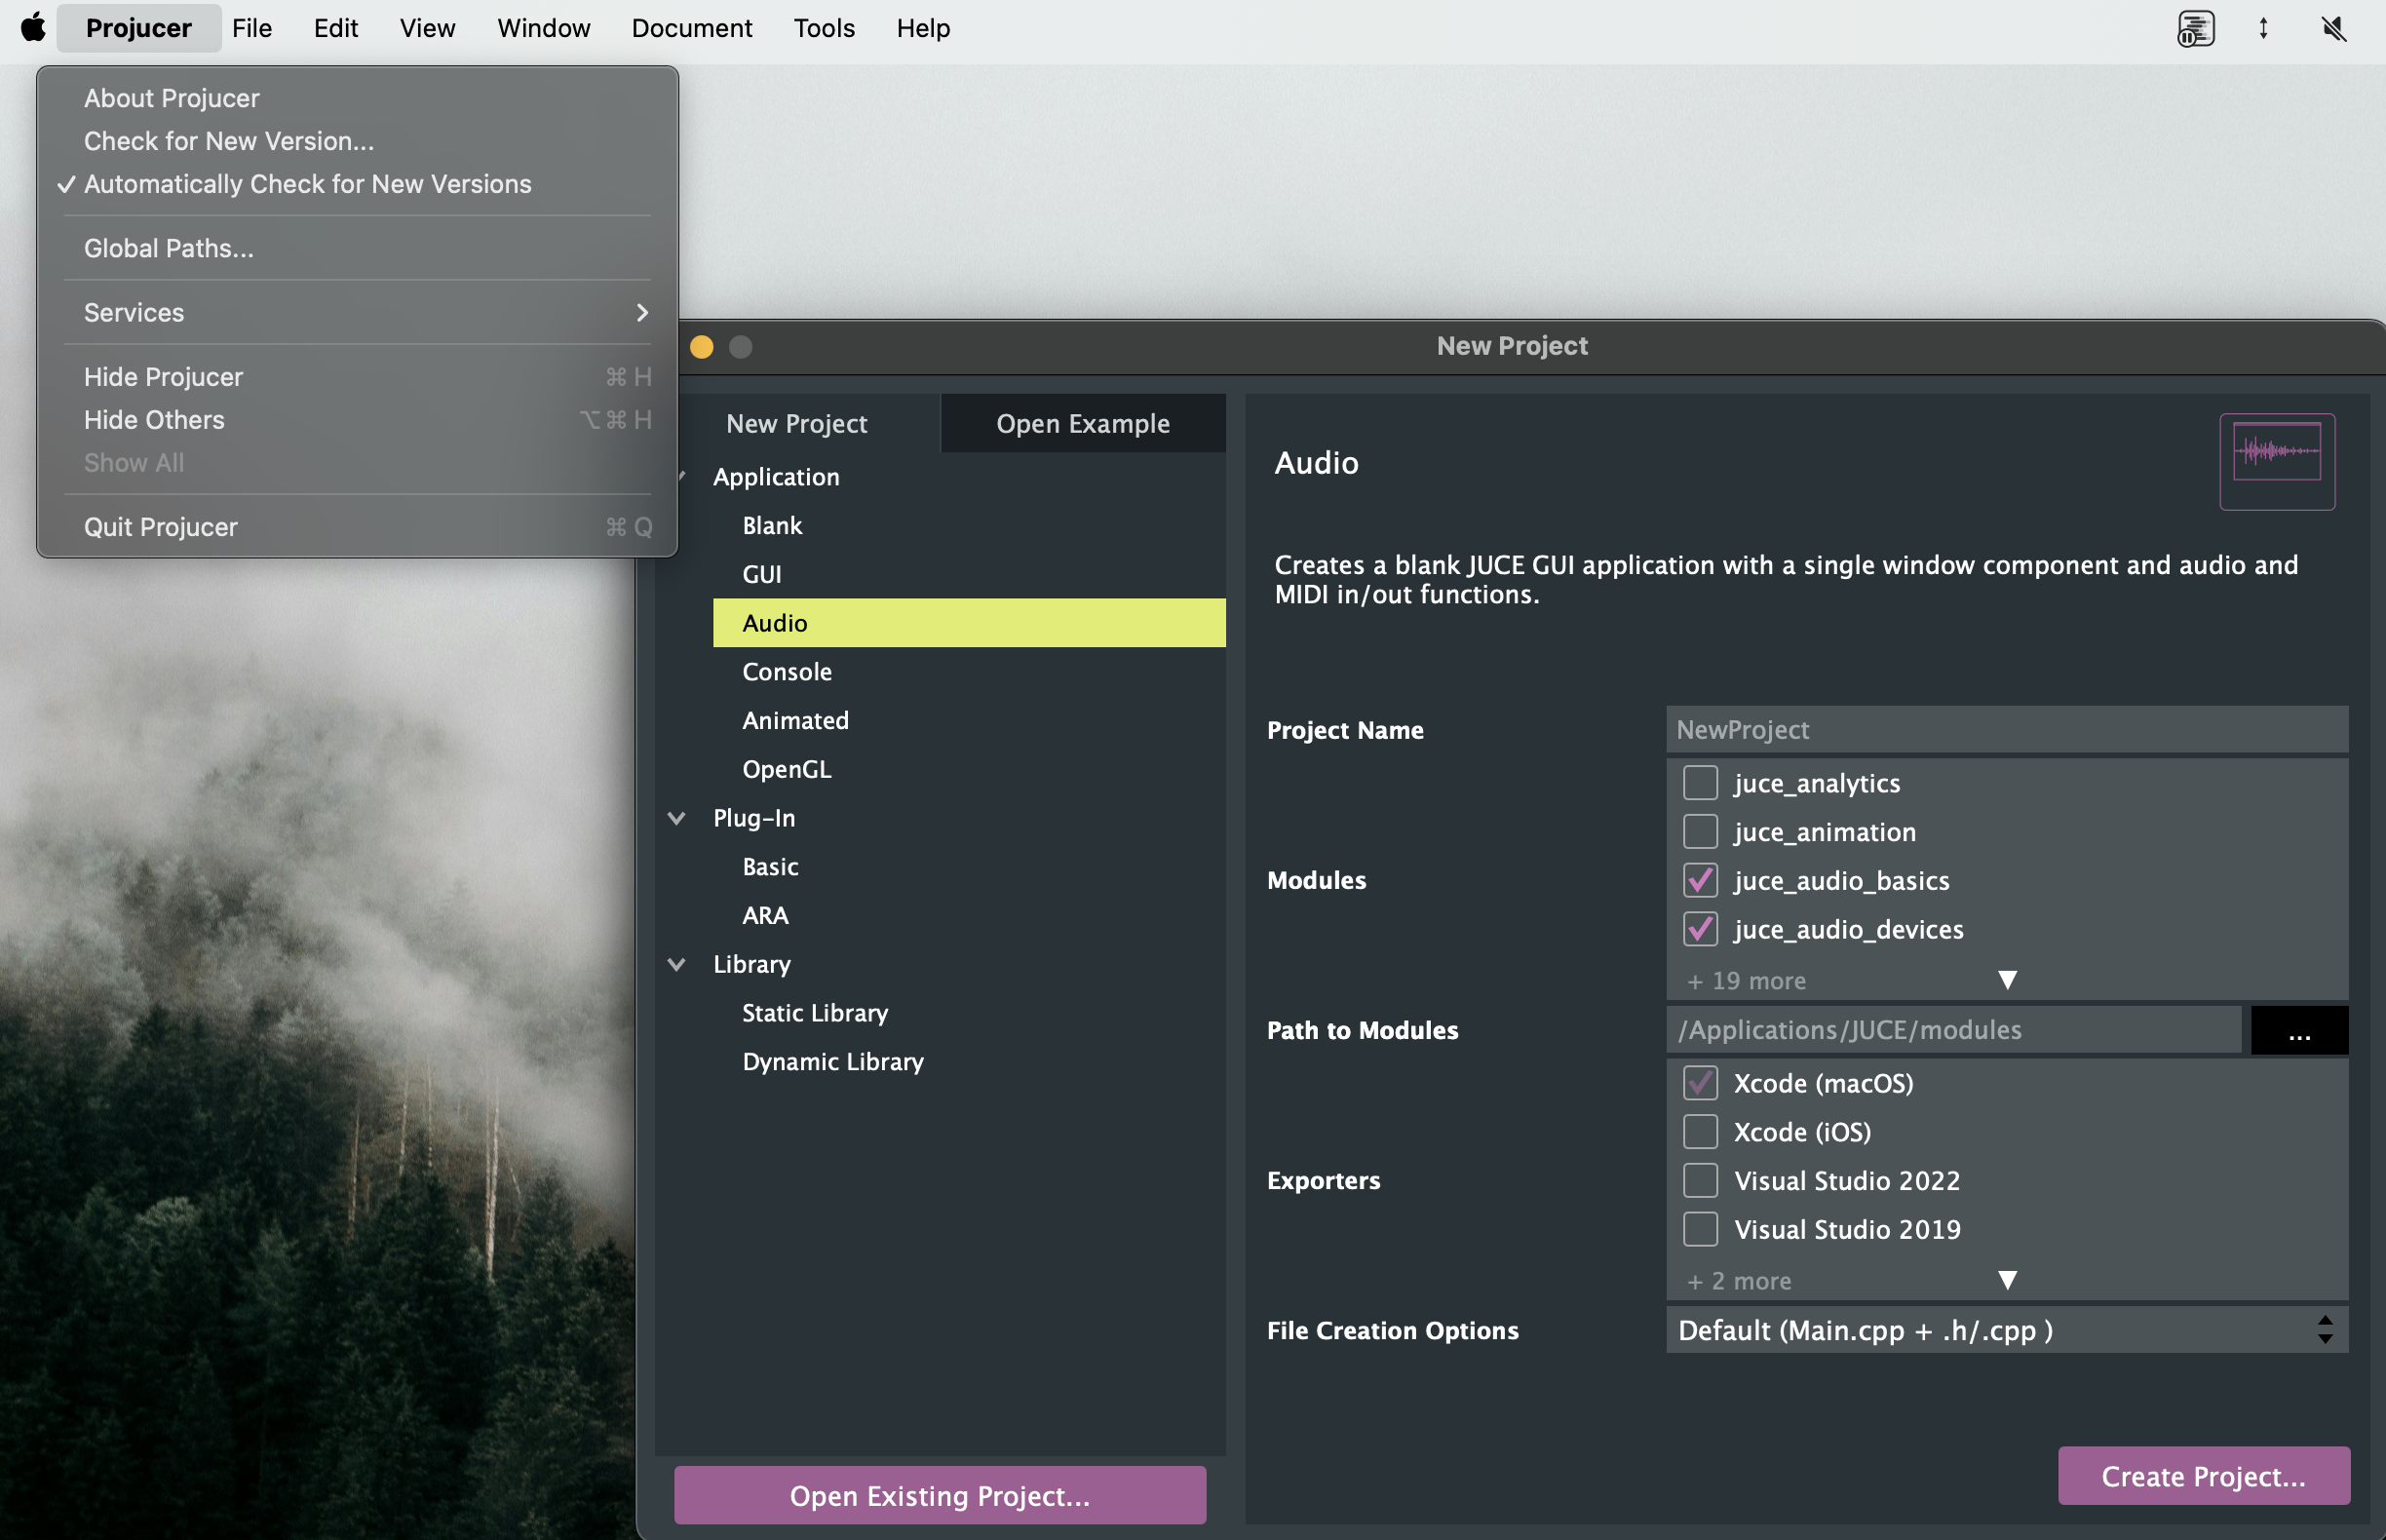 Projucer File Edit View Window Document Tools Help
About Projucer
Check for New Version...
Automatically Check for New Versions
Global Paths...
Services
Hide Projucer ⌘ H
Hide Others ⌥ ⌘ H
Show All
Quit Projucer ⌘ Q
New Project
New Project
Open Example
Application
Blank
GUI
Audio
Console
Animated
OpenGL
Plug-In
Basic
ARA
Library
Static Library
Dynamic Library
Open Existing Project...
Audio
Creates a blank JUCE GUI application with a single window component and audio and
MIDI in/out functions.
Project Name
NewProject
Modules
juce_analytics
juce_animation
juce_audio_basics
juce_audio_devices
+ 19 more
Path to Modules
/Applications/JUCE/modules
...
Exporters
Xcode (macOS)
Xcode (iOS)
Visual Studio 2022
Visual Studio 2019
+ 2 more
File Creation Options
Default (Main.cpp + .h/.cpp )
Create Project...